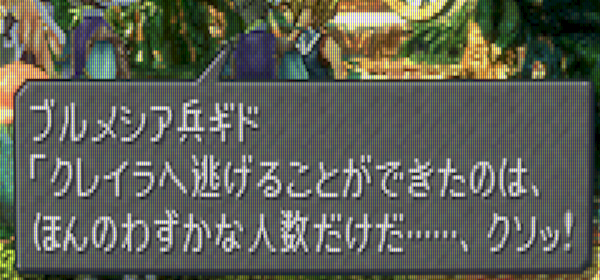 ブルメシア兵ギド
「クレイラへ逃げることができたのは、
ほんのわずかな人数だけだ……、クソッ!